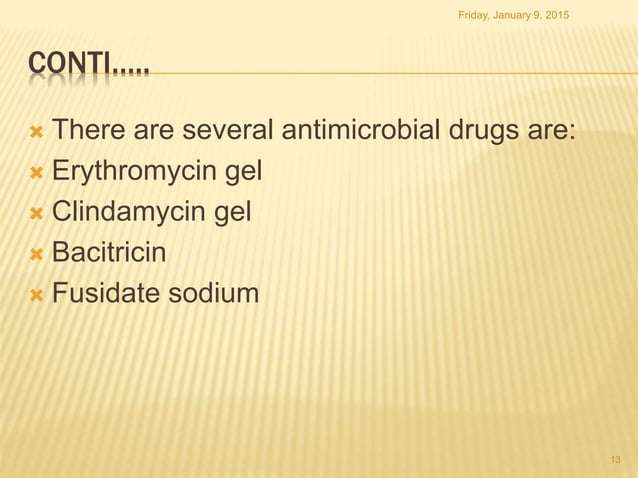 Friday, January 9, 2015
CONTI…..
There are several antimicrobial drugs are:
Erythromycin gel
Clindamycin gel
Bacitricin
Fusidate sodium
13